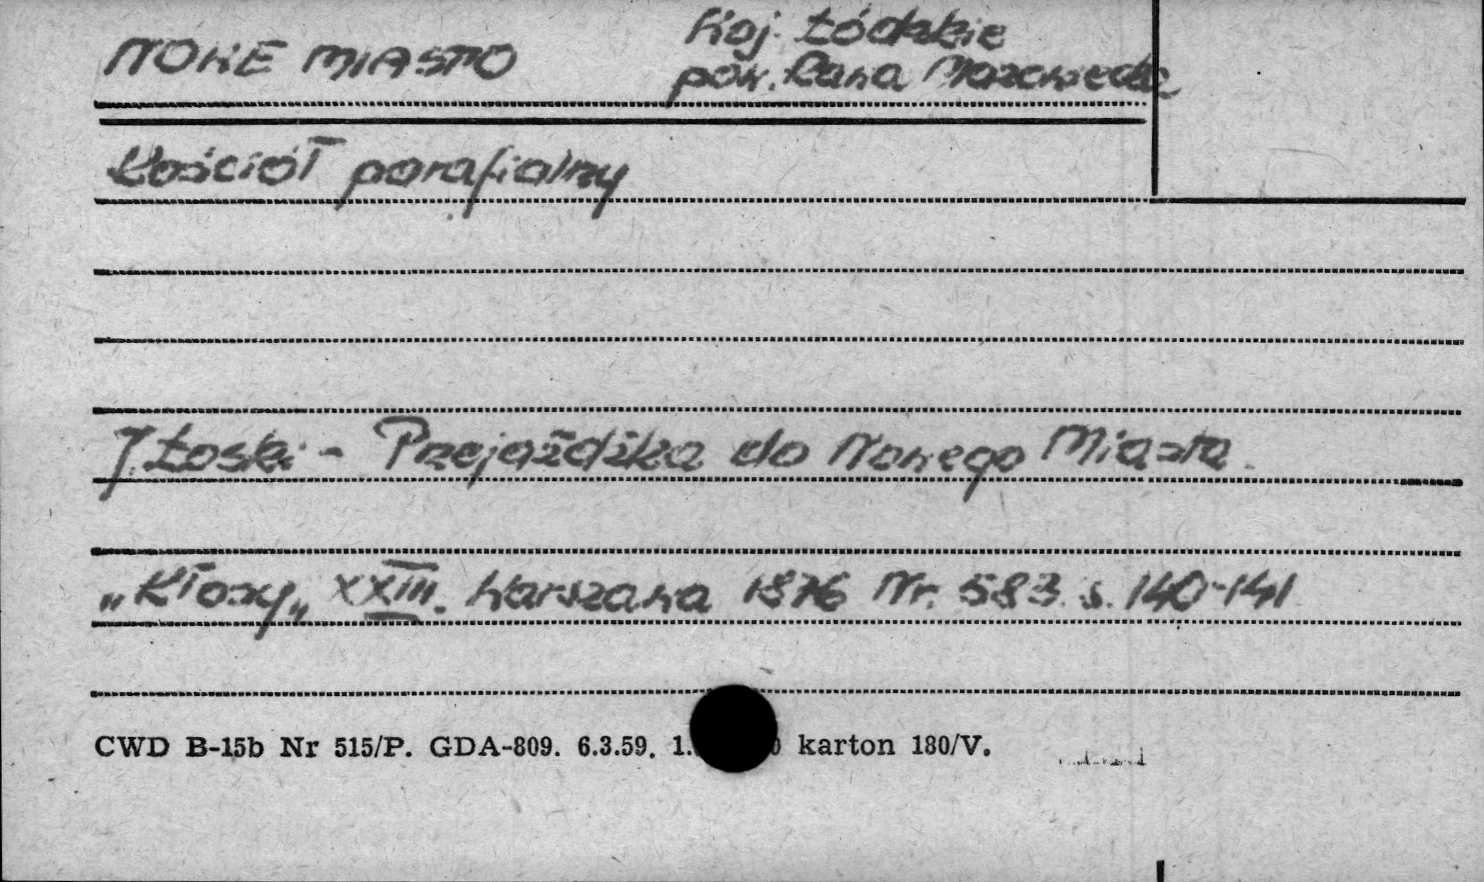 NOWE MIASTO
Woj. Łódzkie
pow. Rawa Mazowiecka
Kościół parafialny
J. Łoski - Przejażdżka do Nowego Miasta.
„Kłosy„ XXIII. Warszawa 1876 Nr. 583 s. 140-141
CWD B-15b Nr 515/P. GDA-809. 6.3.59. karton 180/V.